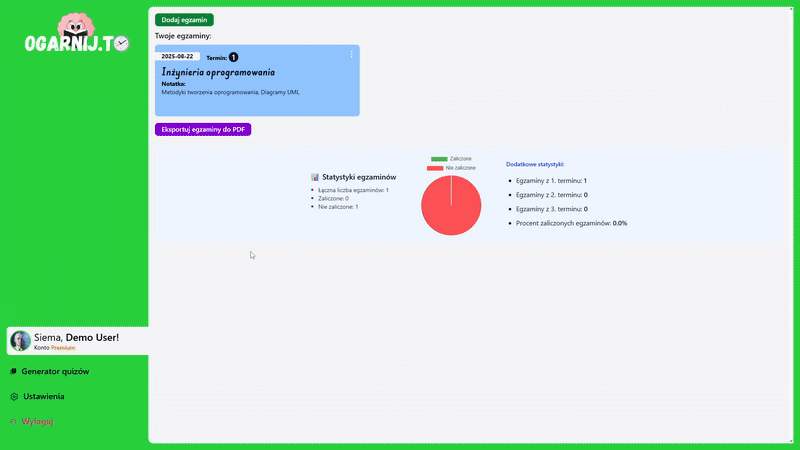 OGARNIJ.TO
Siema, Demo User!
Konto Premium
Generator quizów
Ustawienia
Wyloguj
Dodaj egzamin
Twoje egzaminy:
2025-08-22 Termin: 1
Inżynieria oprogramowania
Notatka:
Metodyki tworzenia oprogramowania, Diagramy UML
Eksportuj egzaminy do PDF
Statystyki egzaminów
Łączna liczba egzaminów: 1
Zaliczone: 0
Nie zaliczone: 1
Zaliczone
Nie zaliczone
Dodatkowe statystyki:
Egzaminy z 1. terminu: 1
Egzaminy z 2. terminu: 0
Egzaminy z 3. terminu: 0
Procent zaliczonych egzaminów: 0.0%